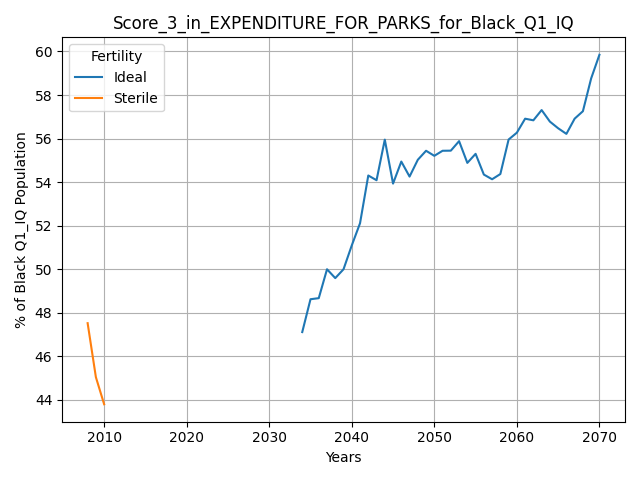 Score_3_in_EXPENDITURE_FOR_PARKS_for_Black_Q1_IQ
Fertility
Ideal
Sterile
% of Black Q1_IQ Population
60
58
56
54
52
50
48
46
44
2010 2020 2030 2040 2050 2060 2070
Years